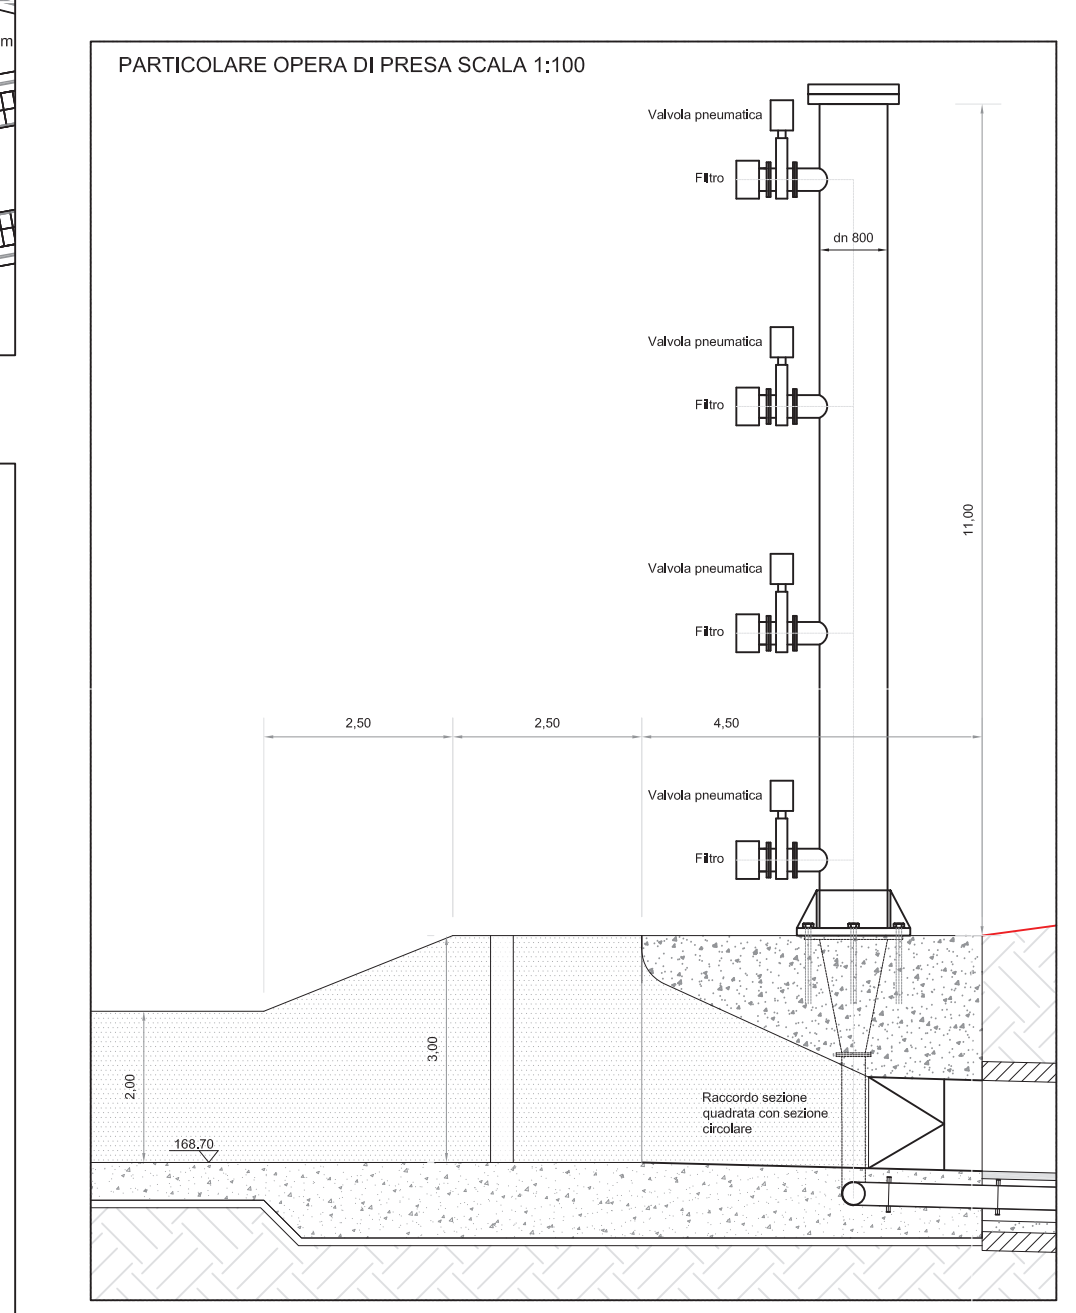 m
PARTICOLARE OPERA DI PRESA SCALA 1:100
Valvola pneumatica
Filtro
dn 800
Valvola pneumatica
Filtro
11,00
Valvola pneumatica
Filtro
2,50
2,50
4,50
Valvola pneumatica
Filtro
3,00
2,00
Raccordo sezione
quadrata con sezione
circolare
168.70